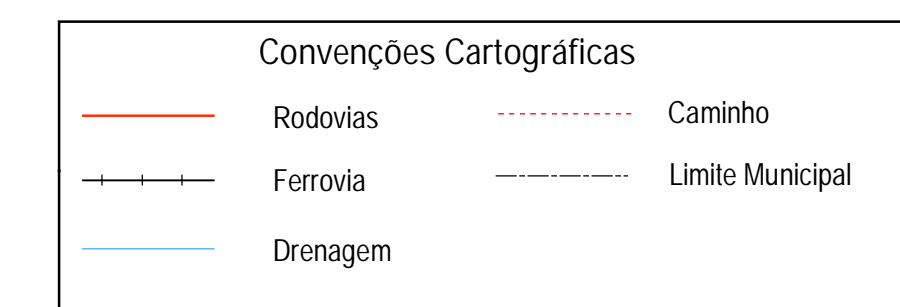 Convenções Cartográficas
Rodovias
Caminho
Ferrovia
Limite Municipal
Drenagem